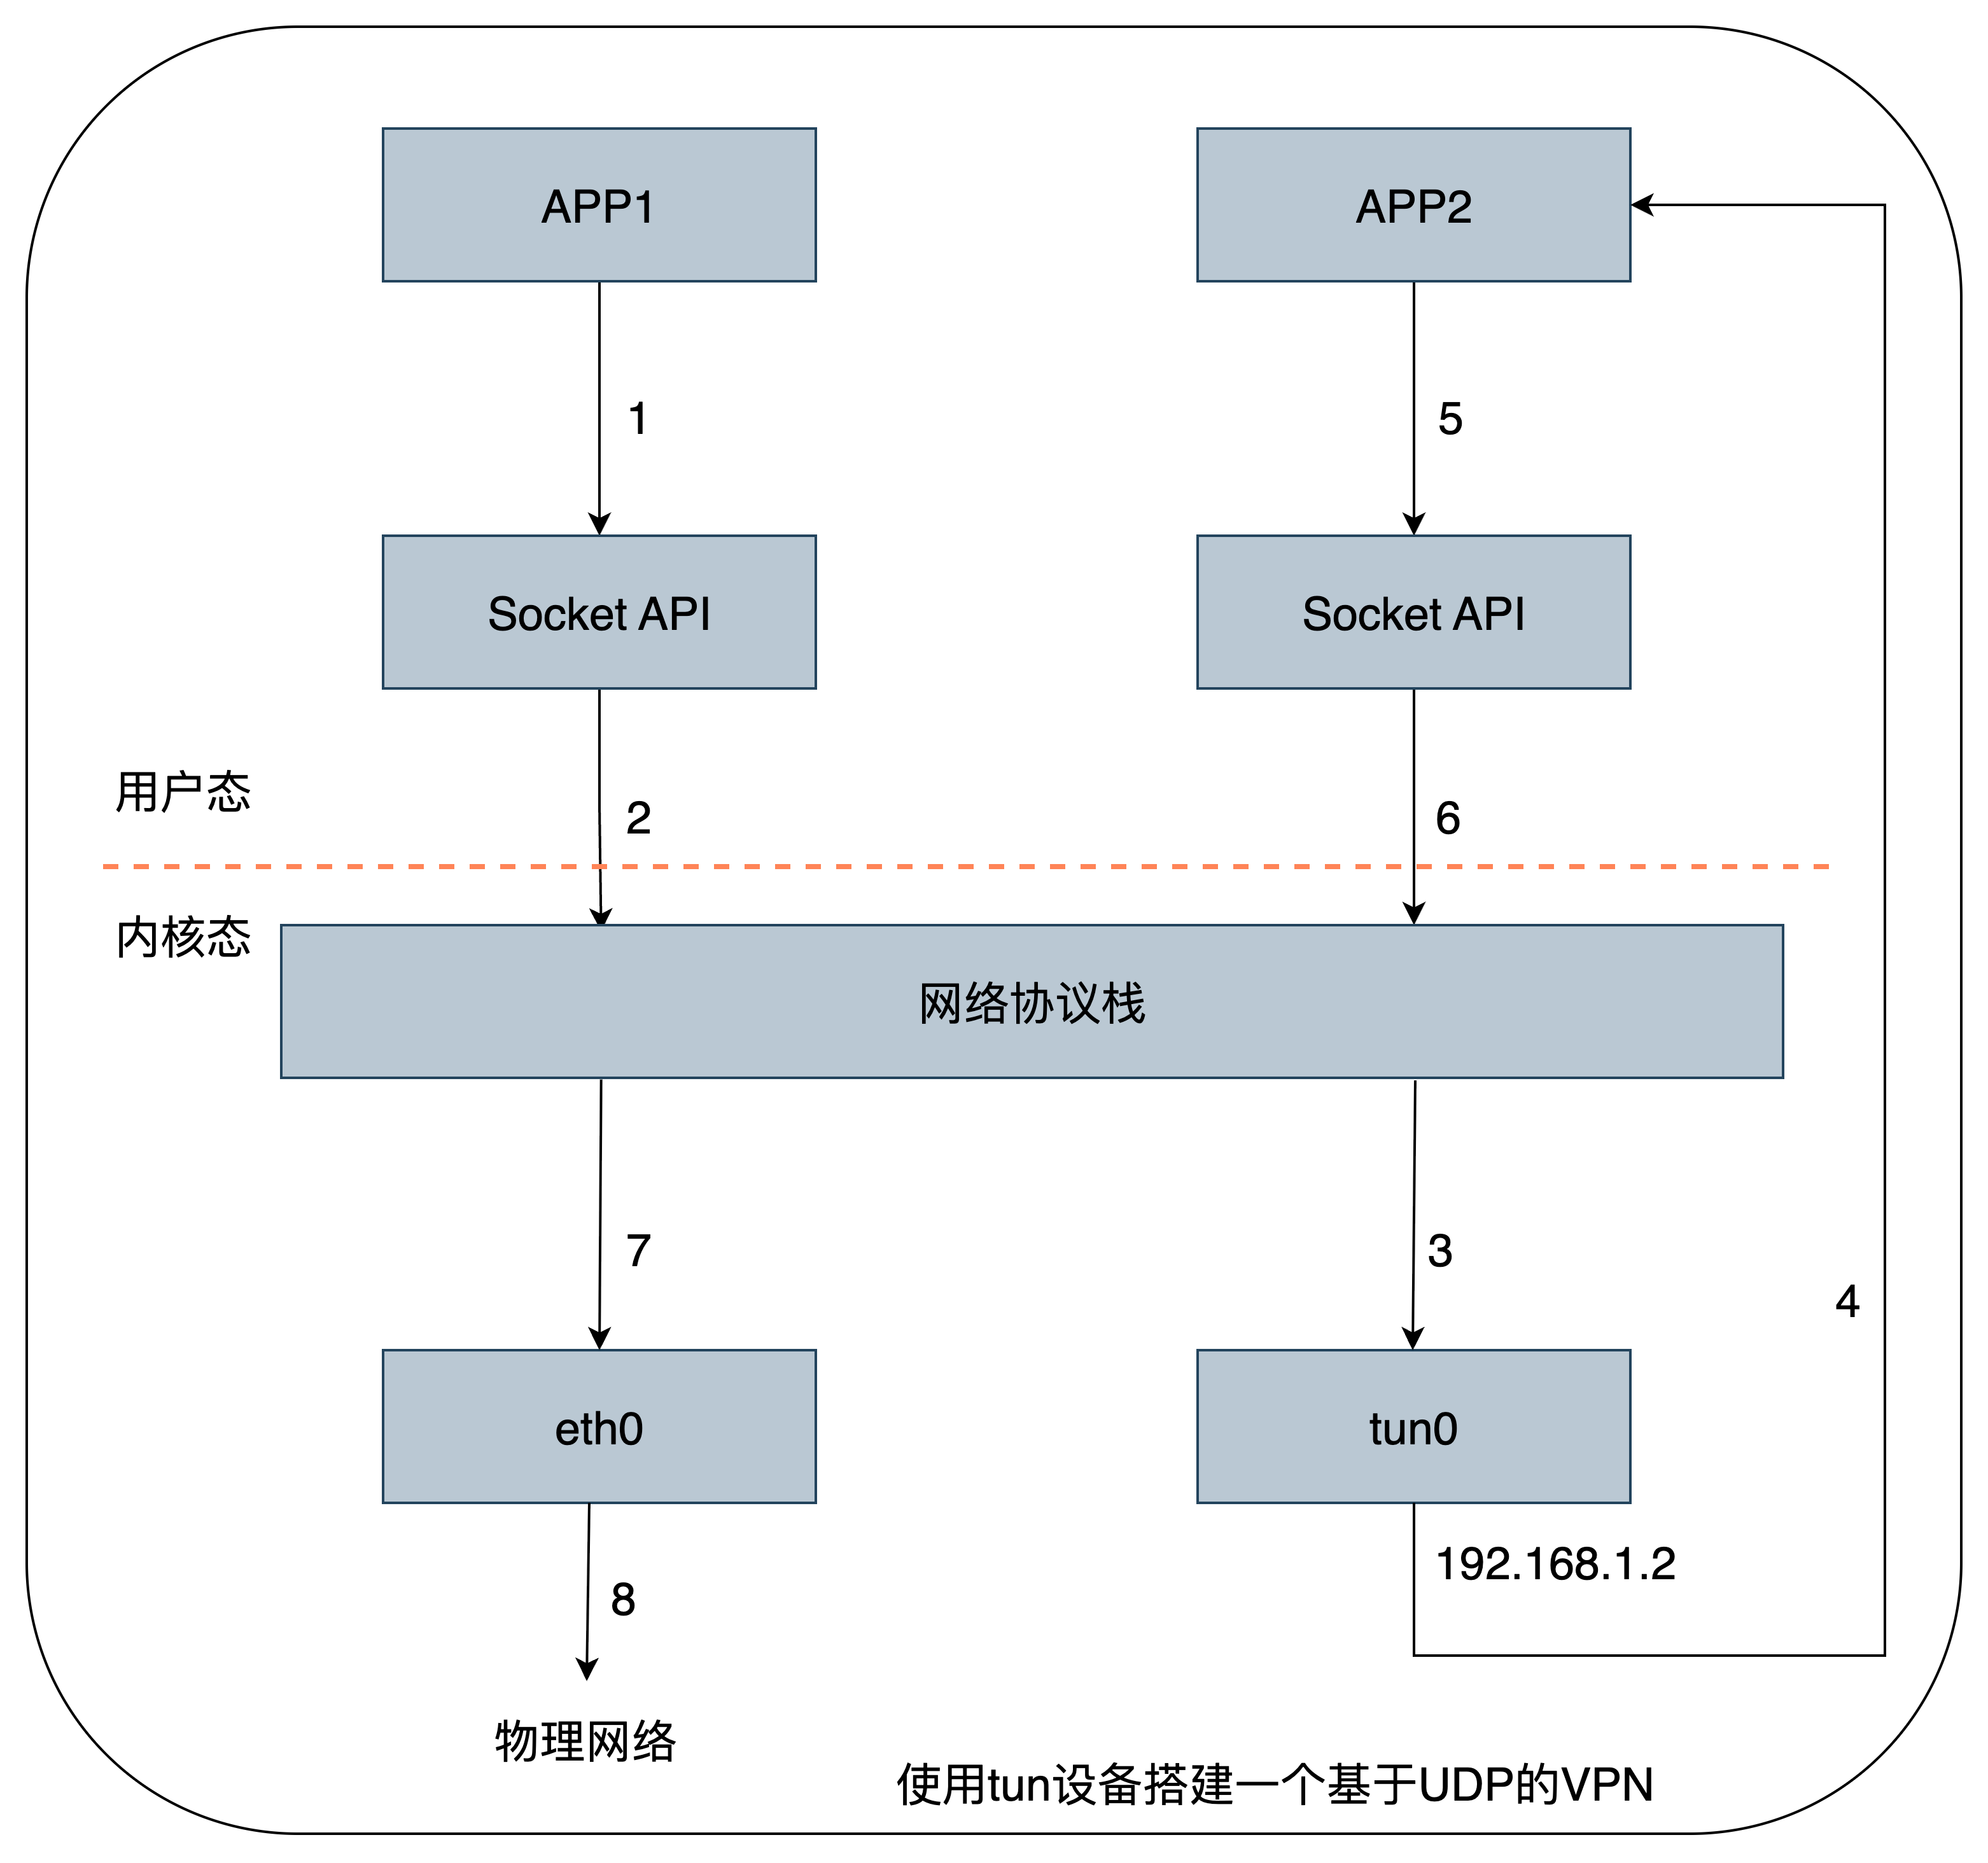 APP1
APP2
1
5
Socket API
Socket API
用户态
2
6
内核态
网络协议栈
7
3
4
eth0
tun0
192.168.1.2
8
物理网络
使用tun设备搭建一个基于UDP的VPN